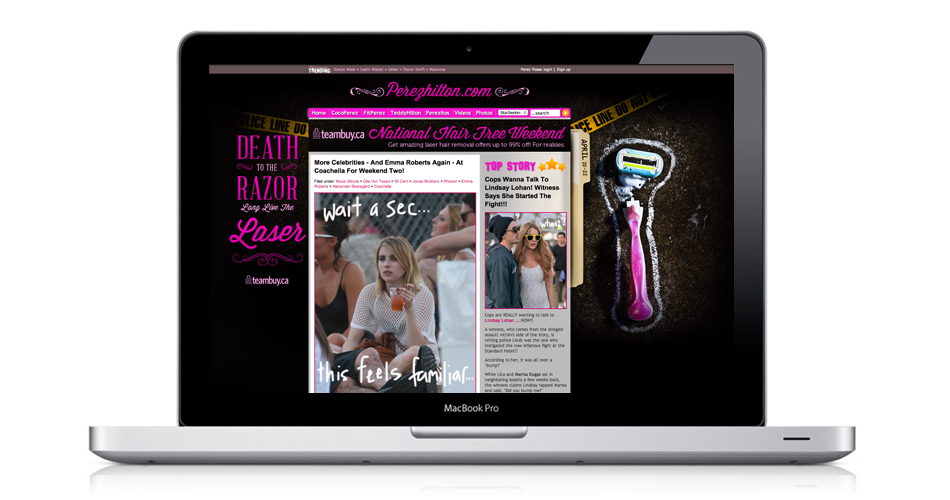 TRENDING: Kanye West • Justin Bieber • Usher • Taylor Swift • Madonna
Perez Posse login | Sign up
Perezhilton.com
Home • CocoPerez • FitPerez • TeddyHilton • Perezitos • Videos • Photos
StarSeeker
...search
teambuy.ca National Hair Free Weekend
Get amazing laser hair removal offers up to 99% off! For realsies.
POLICE LINE DO
DEATH
TO THE
RAZOR
Long Live The
Laser
teambuy.ca
More Celebrities - And Emma Roberts Again - At
Coachella For Weekend Two!
Filed under: Music Minute • Dita Von Teese • 50 Cent • Jonas Brothers • Photos! • Emma
Roberts • Alexander Skarsgård • Coachella
wait a sec...
this feels familiar...
TOP STORY
Cops Wanna Talk To
Lindsay Lohan! Witness
Says She Started The
Fight!!!
what?
Cops are REALLY wanting to talk to
Lindsay Lohan ... NOW!!
A witness, who comes from the alleged
assault victim's side of the story, is
telling police Linds was the one who
instigated the now infamous fight at the
Standard Hotel?!
According to her, it was all over a
"bump?"
While LiLo and Marisa Dugas sat in
neighboring booths a few weeks back,
the witness claims Lindsay tapped Marisa
and said, "Did you bump me?"
APRIL 20-22
POLICE LINE DO NOT
MacBook Pro